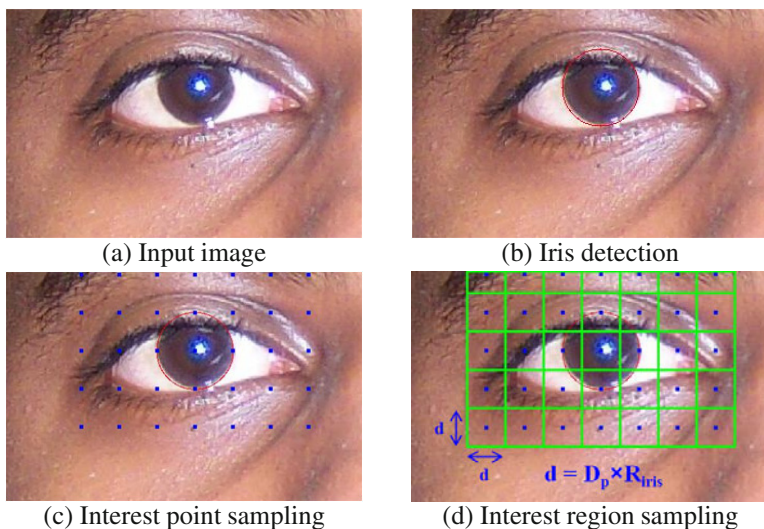 (a) Input image
(b) Iris detection
(c) Interest point sampling
d
d
d = Dₚ×Rᵢᵣᵢₛ
(d) Interest region sampling